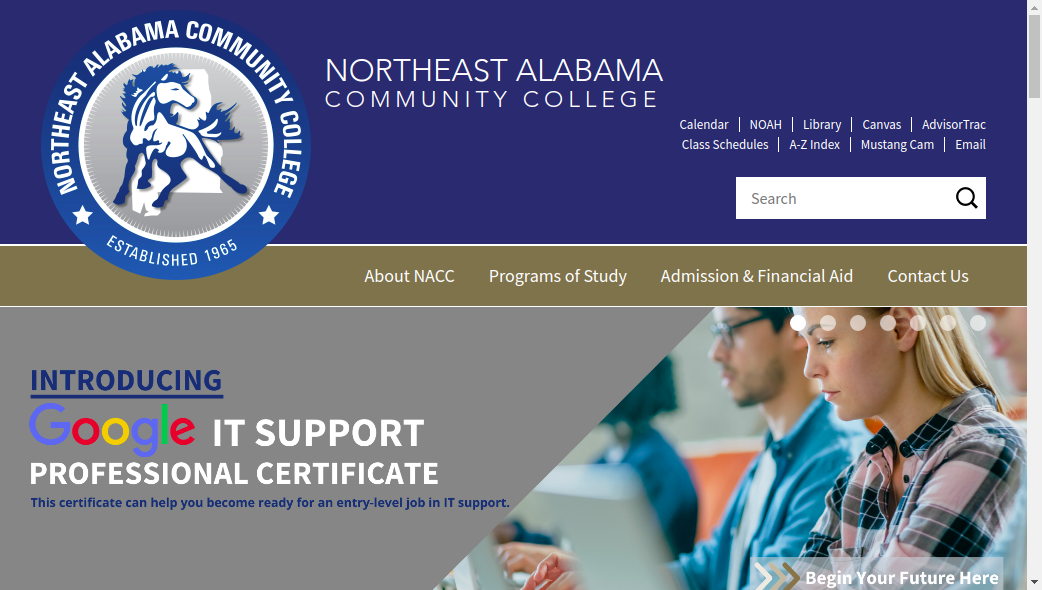 NORTHEAST ALABAMA COMMUNITY COLLEGE
ESTABLISHED 1965
NORTHEAST ALABAMA
COMMUNITY COLLEGE
Calendar NOAH Library Canvas AdvisorTrac
Class Schedules A-Z Index Mustang Cam Email
Search
About NACC Programs of Study Admission & Financial Aid Contact Us
INTRODUCING
Google IT SUPPORT
PROFESSIONAL CERTIFICATE
This certificate can help you become ready for an entry-level job in IT support.
Begin Your Future Here